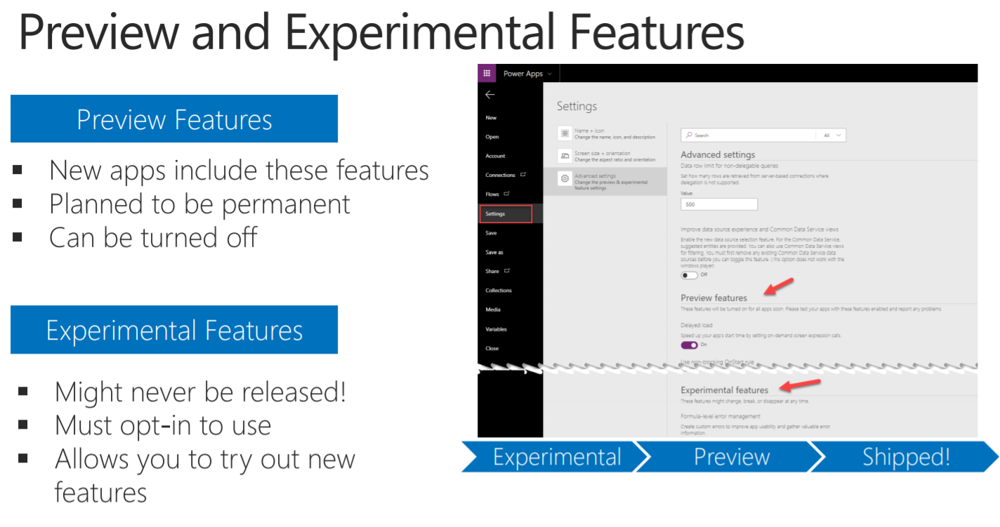 Preview and Experimental Features
Preview Features
New apps include these features
Planned to be permanent
Can be turned off
Experimental Features
Might never be released!
Must opt-in to use
Allows you to try out new
features
Power Apps
New
Open
Account
Connections
Flows
Settings
Save
Save as
Share
Collections
Media
Variables
Close
Settings
Name + icon
Change the name, icon, and description
Screen size + orientation
Change the aspect ratio and orientation
Advanced settings
Change the preview & experimental
feature settings
Search
All
Advanced settings
Data row limit for non-delegable queries
Set how many rows are retrieved from server-based connections where
delegation is not supported.
Value:
500
Improve data source experience and Common Data Service views
Enable the new data source selection feature. For the Common Data Service,
suggested entities are provided. You can also use Common Data Service views
for filtering. You must first remove any existing Common Data Service data
sources before you can toggle this feature. (This option does not work with the
windows player)
Off
Preview features
These features will be turned on for all apps soon. Please test your apps with these features enabled and report any problems
Delayed load
Speed up your app's start time by setting on-demand screen expression calls.
On
Use non-blocking OnStart rule
Experimental features
These features might change, break, or disappear at any time.
Formula-level error management
Create custom errors to improve app usability and gather valuable error
information.
Experimental
Preview
Shipped!